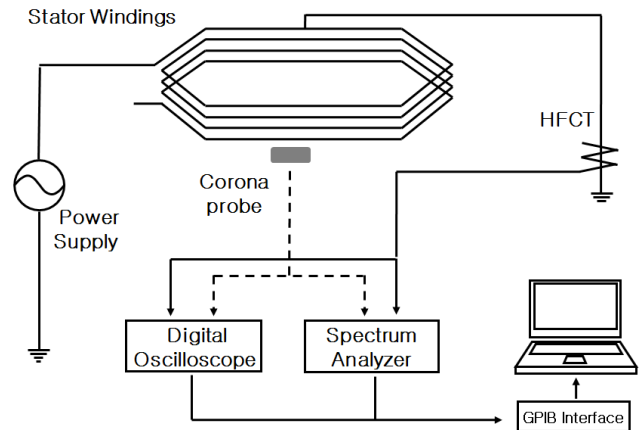 Stator Windings
HFCT
Corona
probe
Power
Supply
Digital
Oscilloscope
Spectrum
Analyzer
GPIB Interface